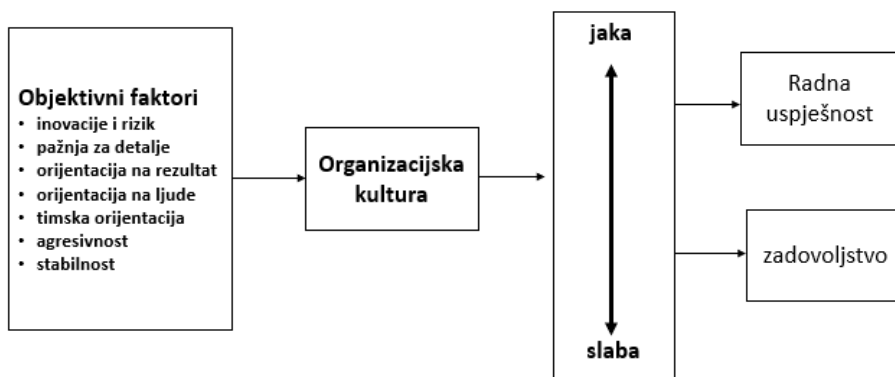 Objektivni faktori
• inovacije i rizik
• pažnja za detalje
• orijentacija na rezultat
• orijentacija na ljude
• timska orijentacija
• agresivnost
• stabilnost
Organizacijska
kultura
jaka
slaba
Radna
uspješnost
zadovoljstvo